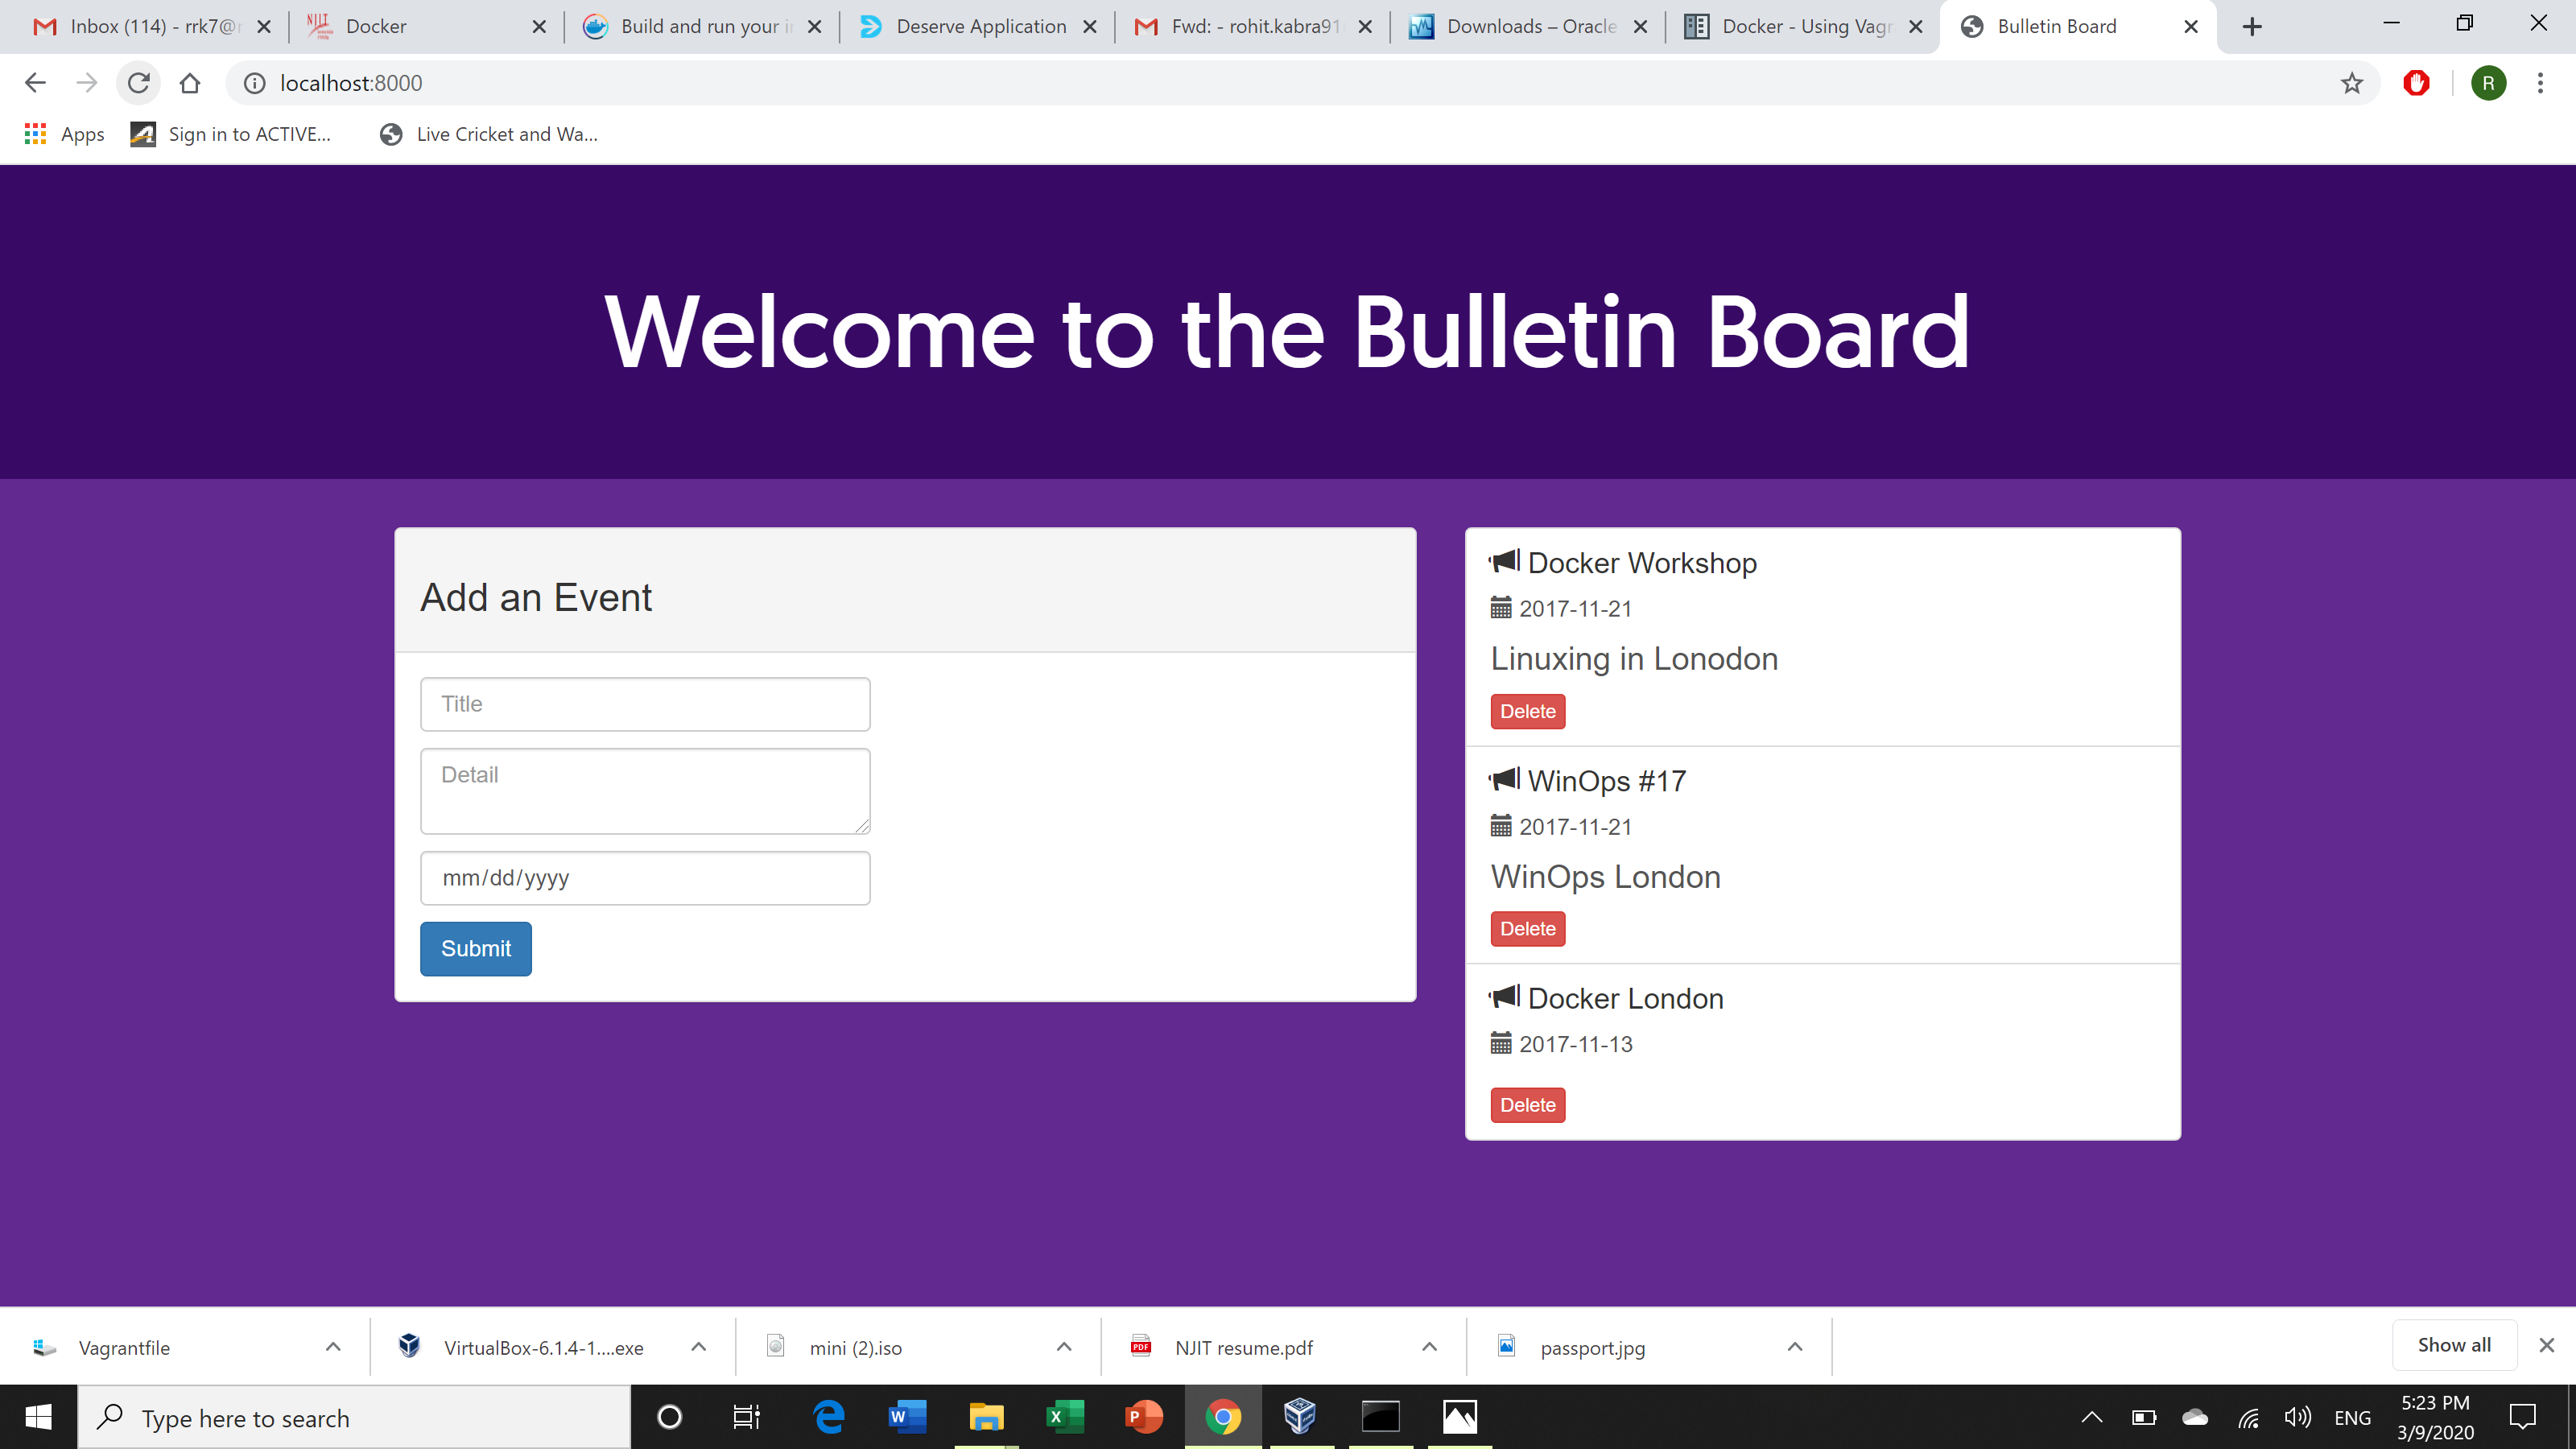 Inbox (114) - rrk7@
Docker
Build and run your i
Deserve Application
Fwd: - rohit.kabra91
Downloads – Oracle
Docker - Using Vagr
Bulletin Board
localhost:8000
R
Apps
Sign in to ACTIVE...
Live Cricket and Wa...
Welcome to the Bulletin Board
Add an Event
Title
Detail
mm/dd/yyyy
Submit
Docker Workshop
2017-11-21
Linuxing in Lonodon
Delete
WinOps #17
2017-11-21
WinOps London
Delete
Docker London
2017-11-13
Delete
Vagrantfile
VirtualBox-6.1.4-1....exe
mini (2).iso
NJIT resume.pdf
passport.jpg
Show all
Type here to search
ENG
5:23 PM
3/9/2020